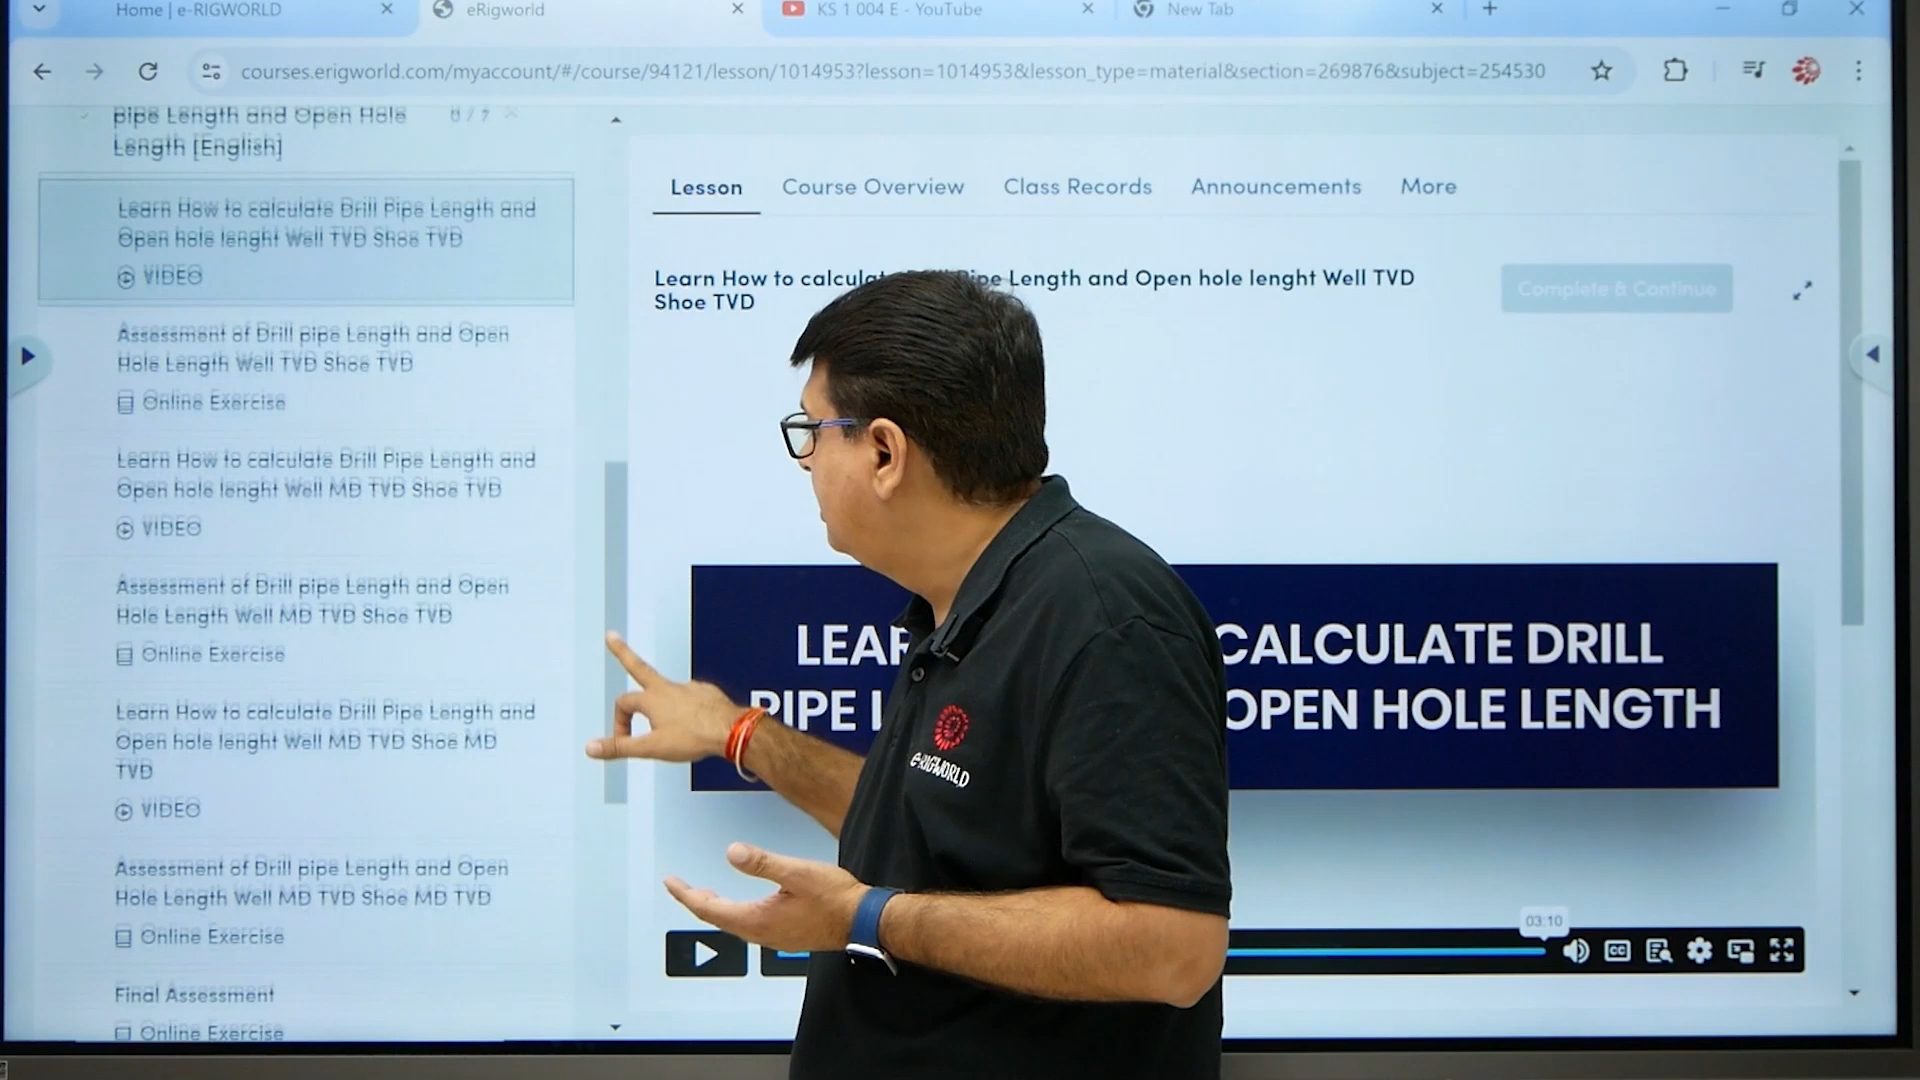 Home | e-RIGWORLD
eRigworld
KS 1 004 E - YouTube
New Tab
courses.erigworld.com/myaccount/#/course/94121/lesson/1014953?lesson=1014953&lesson_type=material&section=269876&subject=254530
pipe Length and Open Hole
Length [English]
Learn How to calculate Drill Pipe Length and
Open hole lenght Well TVD Shoe TVD
VIDEO
Assessment of Drill pipe Length and Open
Hole Length Well TVD Shoe TVD
Online Exercise
Learn How to calculate Drill Pipe Length and
Open hole lenght Well MD TVD Shoe TVD
VIDEO
Assessment of Drill pipe Length and Open
Hole Length Well MD TVD Shoe TVD
Online Exercise
Learn How to calculate Drill Pipe Length and
Open hole lenght Well MD TVD Shoe MD
TVD
VIDEO
Assessment of Drill pipe Length and Open
Hole Length Well MD TVD Shoe MD TVD
Online Exercise
Final Assessment
Online Exercise
Lesson
Course Overview
Class Records
Announcements
More
Learn How to calculat Pipe Length and Open hole lenght Well TVD
Shoe TVD
Complete & Continue
LEAR CALCULATE DRILL
PIPE L OPEN HOLE LENGTH
e-RIGWORLD
03:10
CC